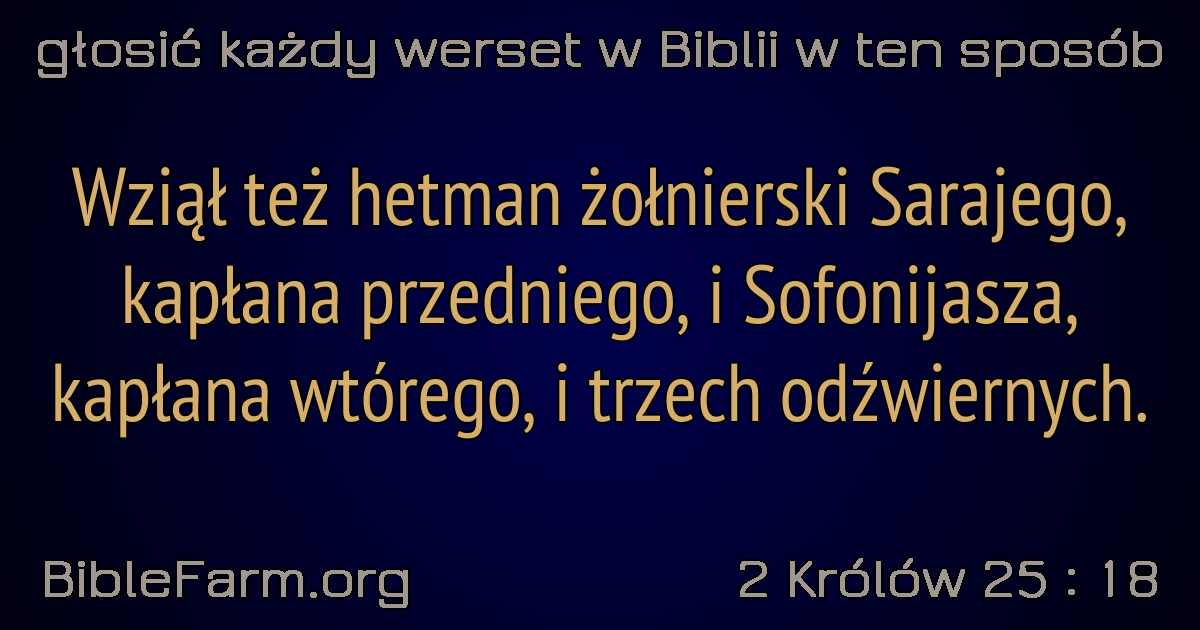 głosić każdy werset w Biblii w ten sposób
Wziął też hetman żołnierski Sarajego,
kapłana przedniego, i Sofonijasza,
kapłana wtórego, i trzech odźwiernych.
BibleFarm.org
2 Królów 25 : 18